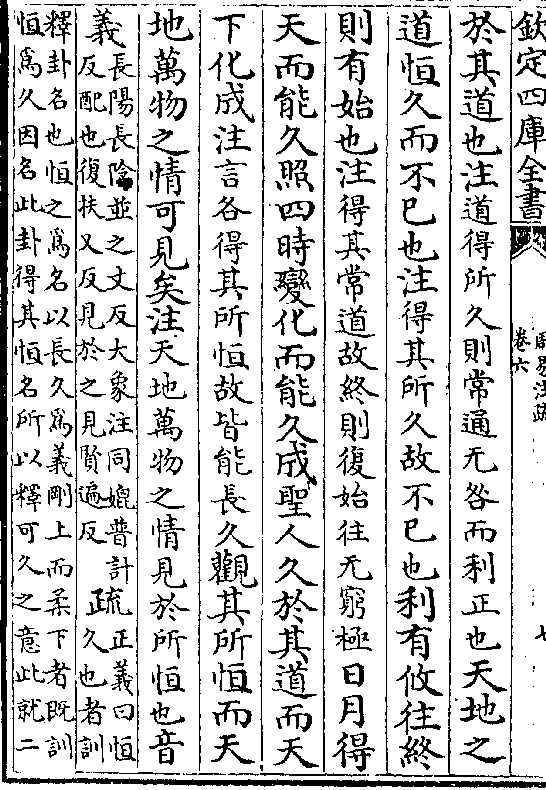 欽定四庫全書
周易注疏
卷六
七
於其道也注道得所久則常通无咎而利正也天地之
道恒久而不已也注得其所久故不已也利有攸往終
則有始也注得其常道故終則復始往无窮極日月得
天而能久照四時變化而能久成聖人久於其道而天
下化成注言各得其所恒故皆能長久觀其所恒而天
地萬物之情可見矣注天地萬物之情見於所恒也音
義
長陽長陰並之丈反大象注同媲普計
反配也復扶又反見於之見賢遍反
疏
正義曰恒
久也者訓
釋卦名也恒之爲名以長久爲義剛上而柔下者既訓
恒爲久因名此卦得其恒名所以釋可久之意此就二